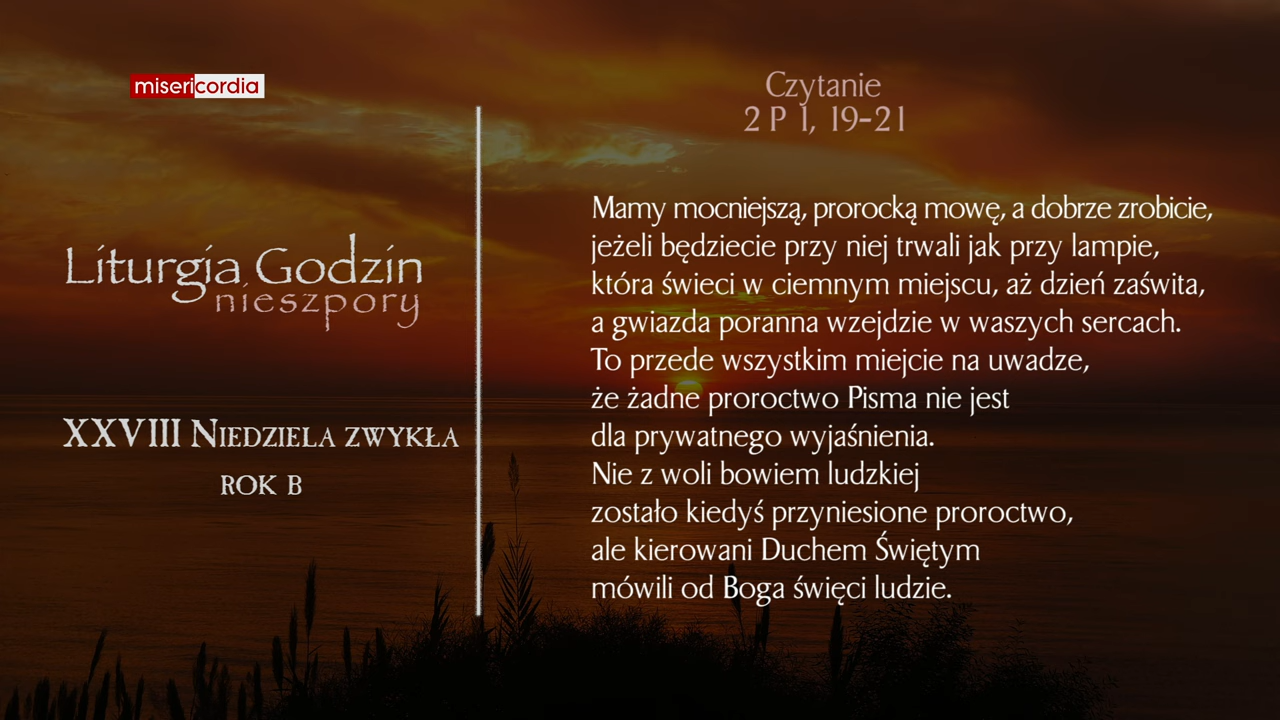 misericordia
Liturgia Godzin
nieszpory
XXVIII Niedziela zwykła
rok B
Czytanie
2 P 1, 19-21
Mamy mocniejszą, prorocką mowę, a dobrze zrobicie,
jeżeli będziecie przy niej trwali jak przy lampie,
która świeci w ciemnym miejscu, aż dzień zaświta,
a gwiazda poranna wzejdzie w waszych sercach.
To przede wszystkim miejcie na uwadze,
że żadne proroctwo Pisma nie jest
dla prywatnego wyjaśnienia.
Nie z woli bowiem ludzkiej
zostało kiedyś przyniesione proroctwo,
ale kierowani Duchem Świętym
mówili od Boga święci ludzie.